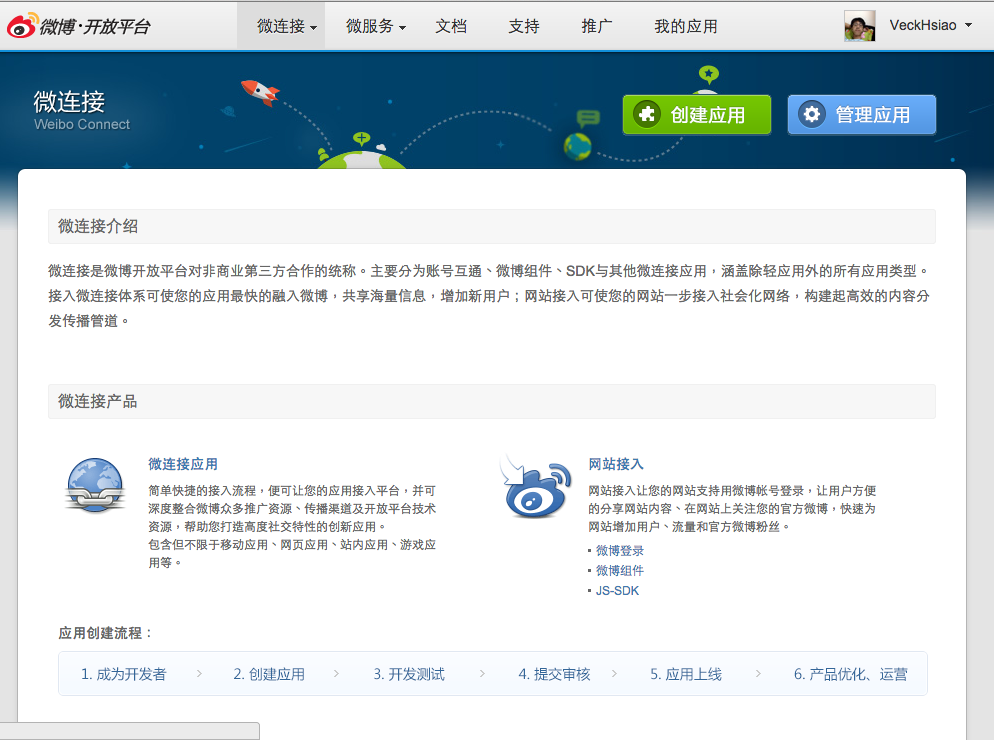 微博·开放平台
微连接
微服务
文档
支持
推广
我的应用
VeckHsiao
微连接
Weibo Connect
创建应用
管理应用
微连接介绍
微连接是微博开放平台对非商业第三方合作的统称。主要分为账号互通、微博组件、SDK与其他微连接应用，涵盖除轻应用外的所有应用类型。
接入微连接体系可使您的应用最快的融入微博，共享海量信息，增加新用户；网站接入可使您的网站一步接入社会化网络，构建起高效的内容分
发传播管道。
微连接产品
微连接应用
简单快捷的接入流程，便可让您的应用接入平台，并可
深度整合微博众多推广资源、传播渠道及开放平台技术
资源，帮助您打造高度社交特性的创新应用。
包含但不限于移动应用、网页应用、站内应用、游戏应
用等。
网站接入
网站接入让您的网站支持用微博帐号登录，让用户方便
的分享网站内容、在网站上关注您的官方微博，快速为
网站增加用户、流量和官方微博粉丝。
▪ 微博登录
▪ 微博组件
▪ JS-SDK
应用创建流程：
1. 成为开发者 > 2. 创建应用 > 3. 开发测试 > 4. 提交审核 > 5. 应用上线 > 6. 产品优化、运营